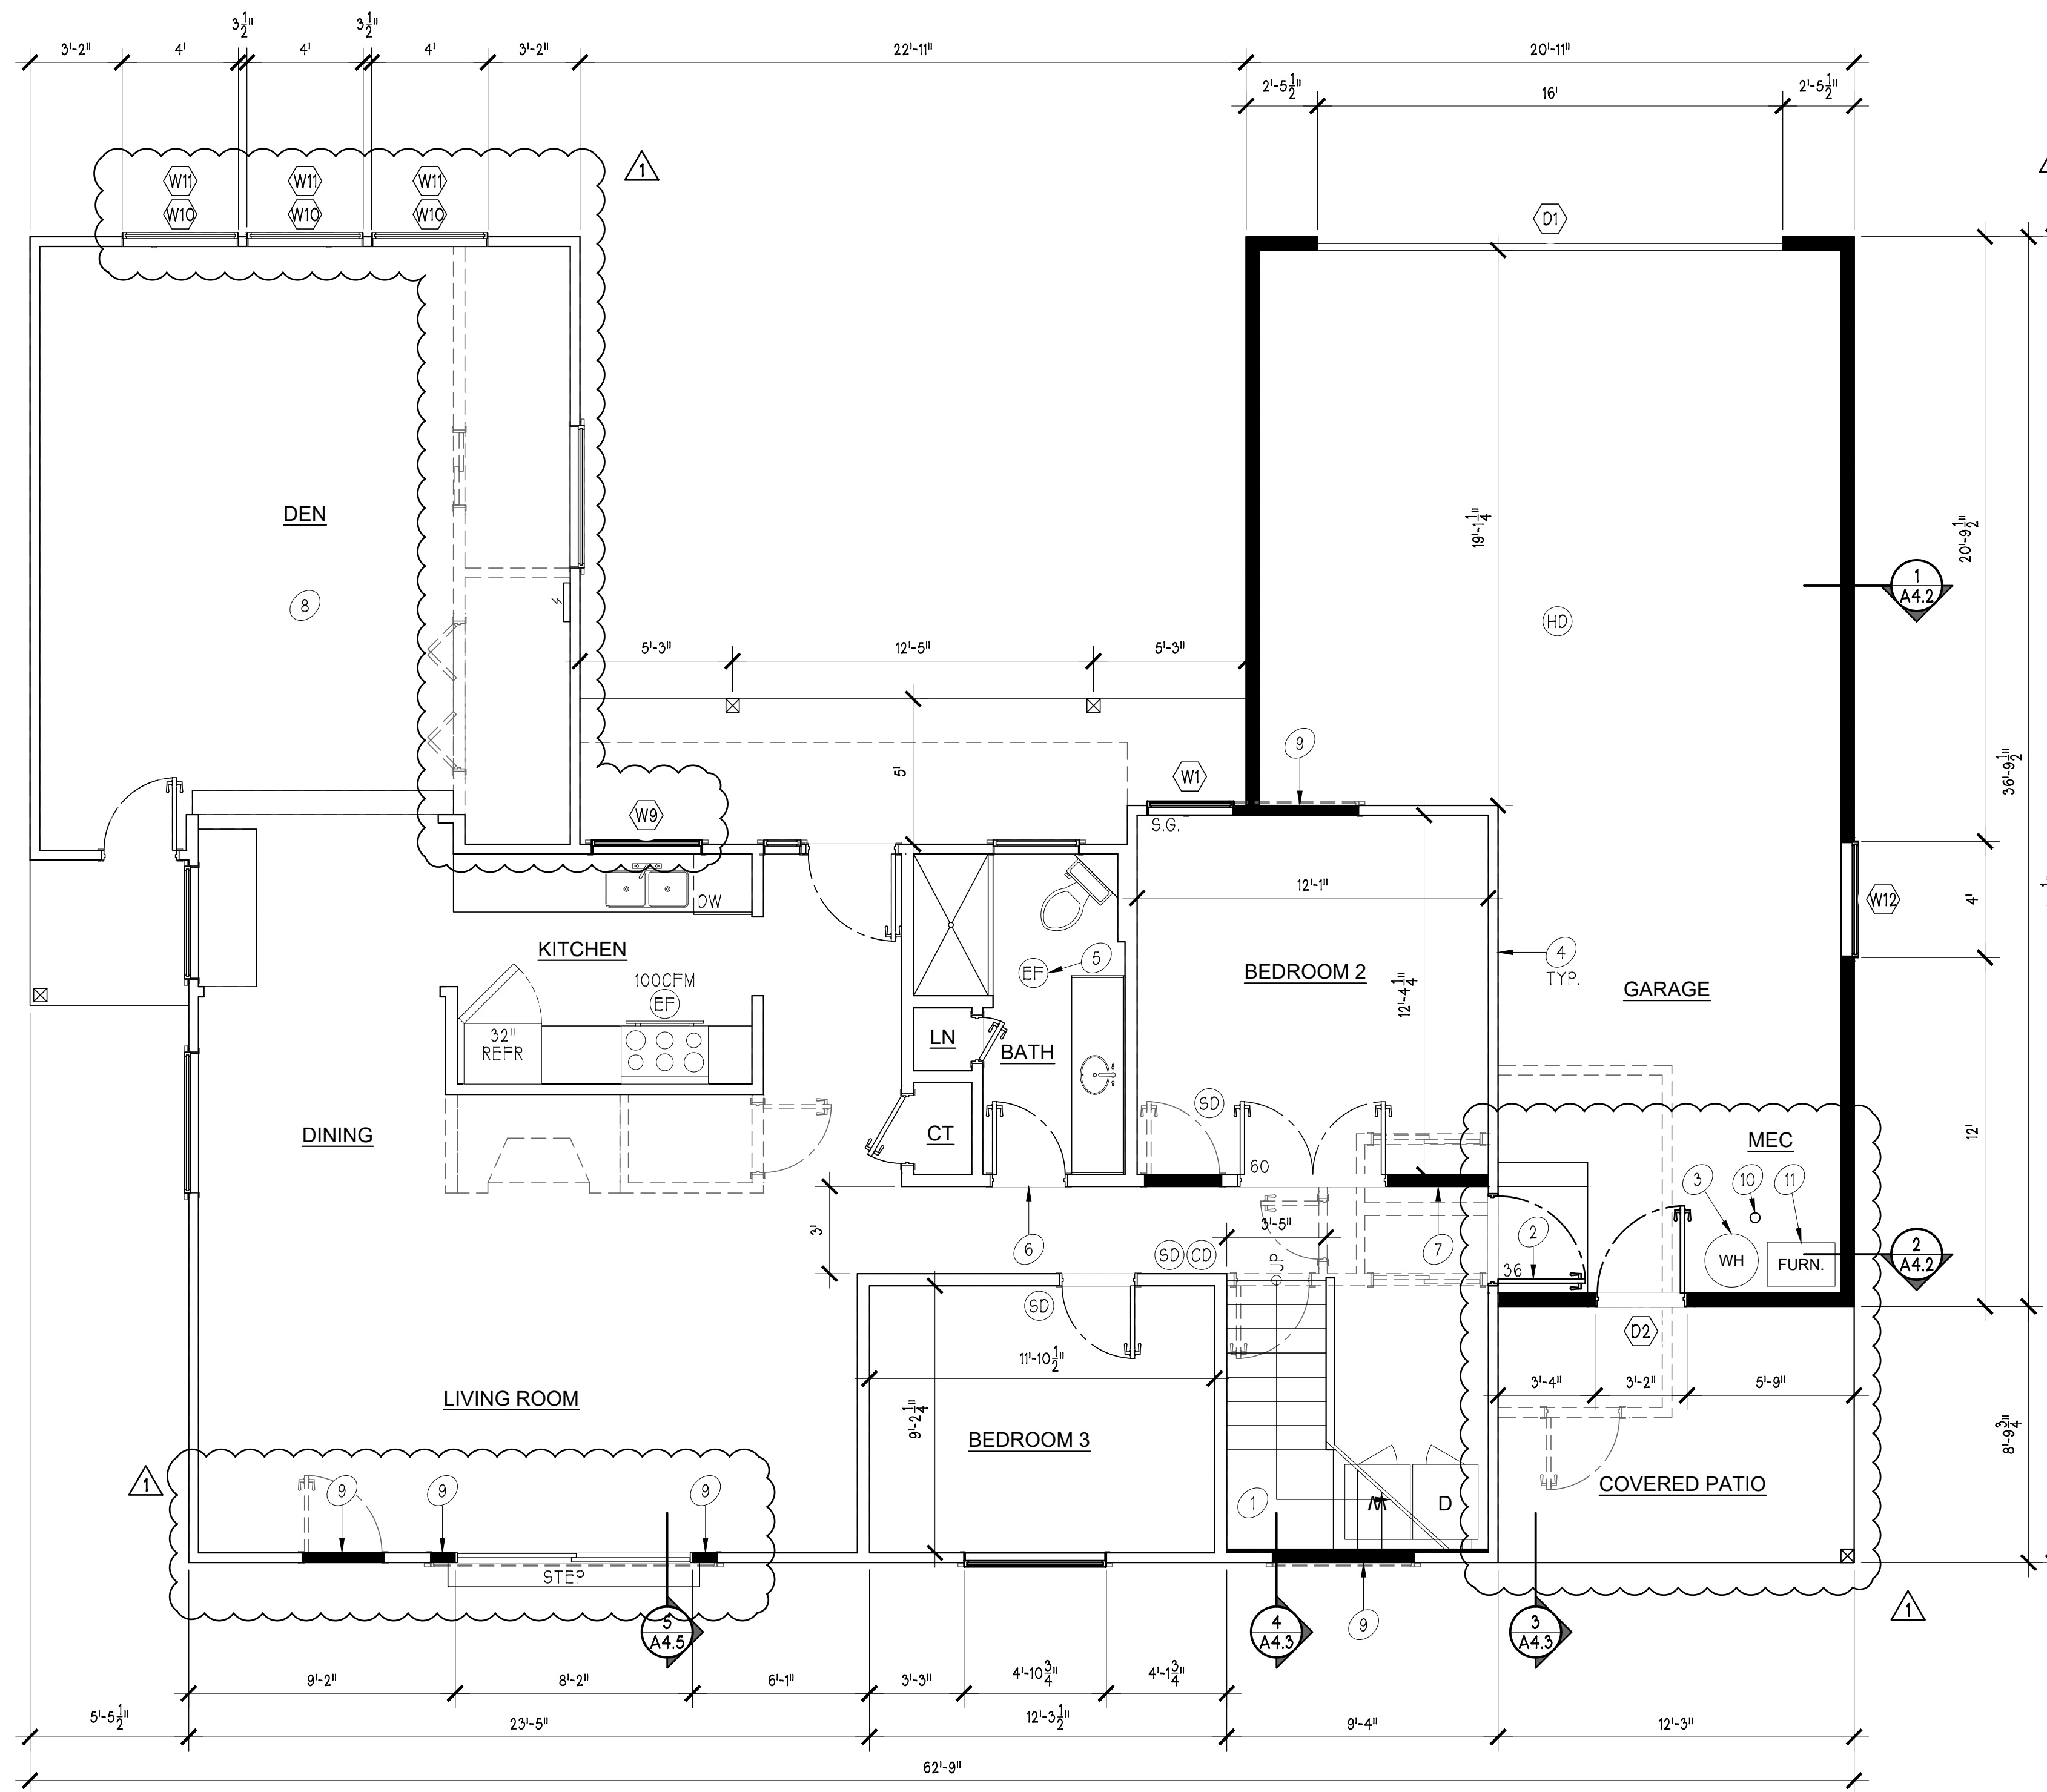 3 1/2" 3 1/2"
3'-2" 4' 4' 4' 3'-2" 22'-11" 20'-11"
2'-5 1/2" 16' 2'-5 1/2"
1
W11 W11 W11
W10 W10 W10
D1
DEN
19'-1 1/4"
20'-9 1/2"
1
A4.2
8
HD
5'-3" 12'-5" 5'-3"
9
5'
W1
36'-9 1/2"
W9
S.G.
12'-1"
4'
W12
DW
KITCHEN
5
4
TYP.
100CFM
EF
EF
BEDROOM 2
12'-4 1/4"
GARAGE
32"
REFR
LN
BATH
SD
DINING
CT
MEC
12'
60
3 10 11
3'
3'-5"
6
7
2
SD CD
UP
36
WH
FURN.
2
A4.2
SD
D2
11'-10 1/2"
3'-4" 3'-2" 5'-9"
LIVING ROOM
9'-2 1/4"
BEDROOM 3
8'-9 3/4"
1
9 9 9
1
W D
COVERED PATIO
STEP
1
5
A4.5
4
A4.3
9
3
A4.3
9'-2" 8'-2" 6'-1" 3'-3" 4'-10 3/4" 4'-1 3/4"
5'-5 1/2" 23'-5" 12'-3 1/2" 9'-4" 12'-3"
62'-9"